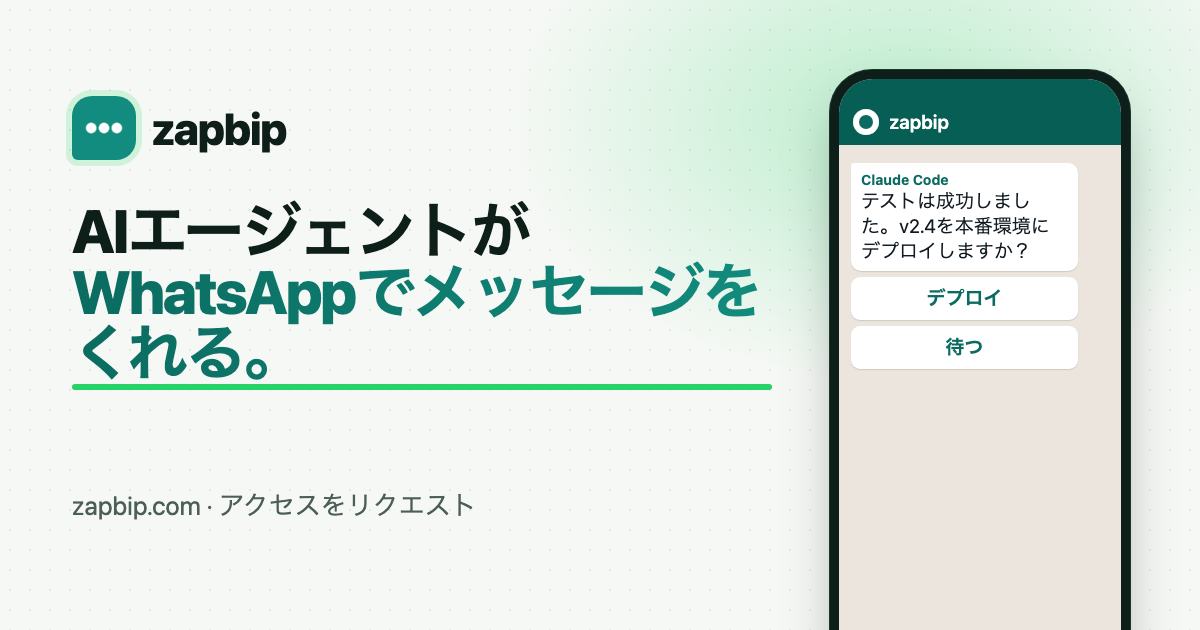 zapbip
AIエージェントが
WhatsAppでメッセージを
くれる。
zapbip.com · アクセスをリクエスト
zapbip
Claude Code
テストは成功しまし
た。v2.4を本番環境に
デプロイしますか？
デプロイ
待つ